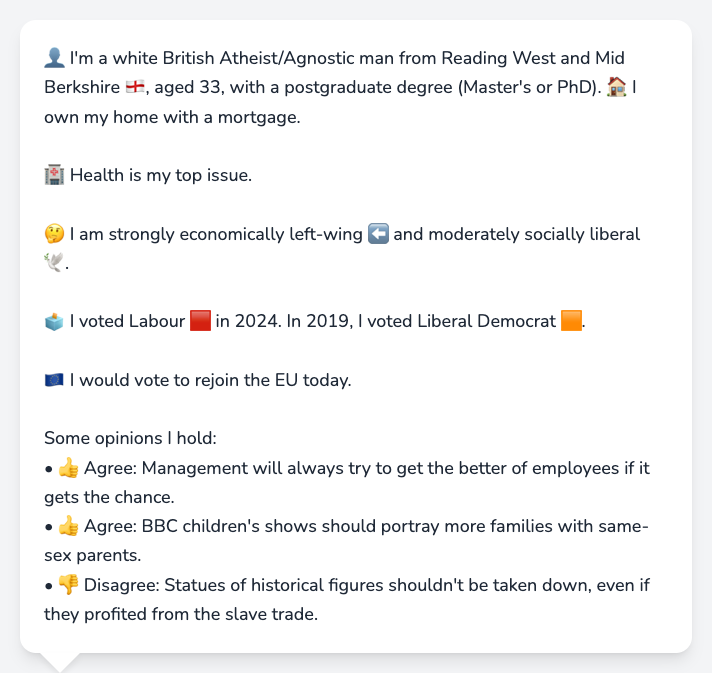 👤 I'm a white British Atheist/Agnostic man from Reading West and Mid
Berkshire 🏴󠁧󠁢󠁥󠁮󠁧󠁿, aged 33, with a postgraduate degree (Master's or PhD). 🏠 I
own my home with a mortgage.
🏥 Health is my top issue.
🤔 I am strongly economically left-wing ⬅️ and moderately socially liberal
🕊️.
🗳️ I voted Labour 🟥 in 2024. In 2019, I voted Liberal Democrat 🟧.
🇪🇺 I would vote to rejoin the EU today.
Some opinions I hold:
• 👍 Agree: Management will always try to get the better of employees if it
gets the chance.
• 👍 Agree: BBC children's shows should portray more families with same-
sex parents.
• 👎 Disagree: Statues of historical figures shouldn't be taken down, even if
they profited from the slave trade.